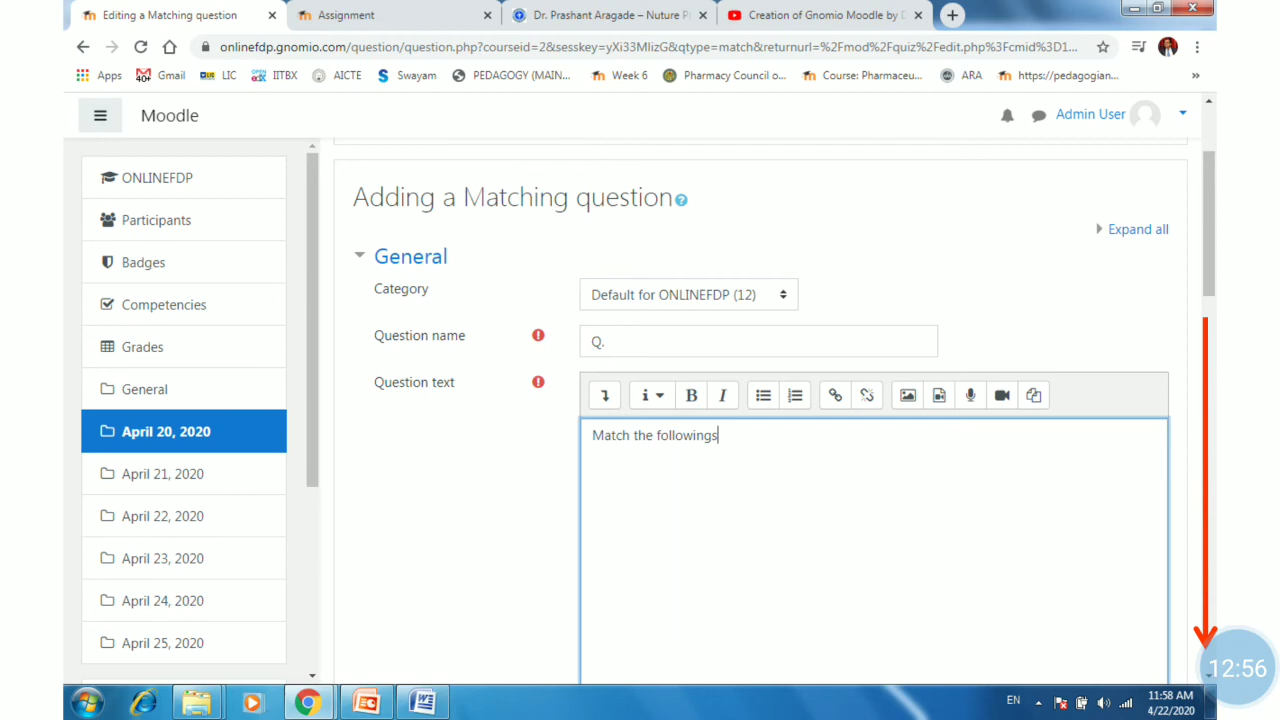 Editing a Matching question
Assignment
Dr. Prashant Aragade – Nuture P
Creation of Gnomio Moodle by D
onlinefdp.gnomio.com/question/question.php?courseid=2&sesskey=yXi33MlizG&qtype=match&returnurl=%2Fmod%2Fquiz%2Fedit.php%3Fcmid%3D1...
Apps
Gmail
LIC
IITBX
AICTE
Swayam
PEDAGOGY (MAIN...
Week 6
Pharmacy Council o...
Course: Pharmaceu...
ARA
https://pedagogian...
»
Moodle
Admin User
ONLINEFDP
Participants
Badges
Competencies
Grades
General
April 20, 2020
April 21, 2020
April 22, 2020
April 23, 2020
April 24, 2020
April 25, 2020
Adding a Matching question
Expand all
General
Category
Default for ONLINEFDP (12)
Question name
Q.
Question text
i
B
I
Match the followings
12:56
EN
11:58 AM
4/22/2020